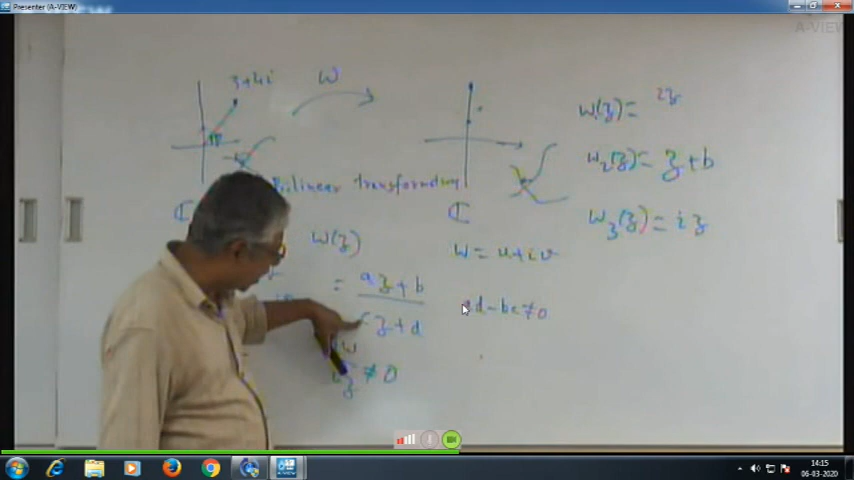 Presenter (A-VIEW)
A-VIEW
3+4i
W
W(z) = 2z
W2(z) = z+b
W3(z) = iz
Bilinear transformation
ℂ
ℂ
W(z)
= az+b
cz+d
W = u+iv
ad-bc≠0
≠ 0
14:15
06-03-2020